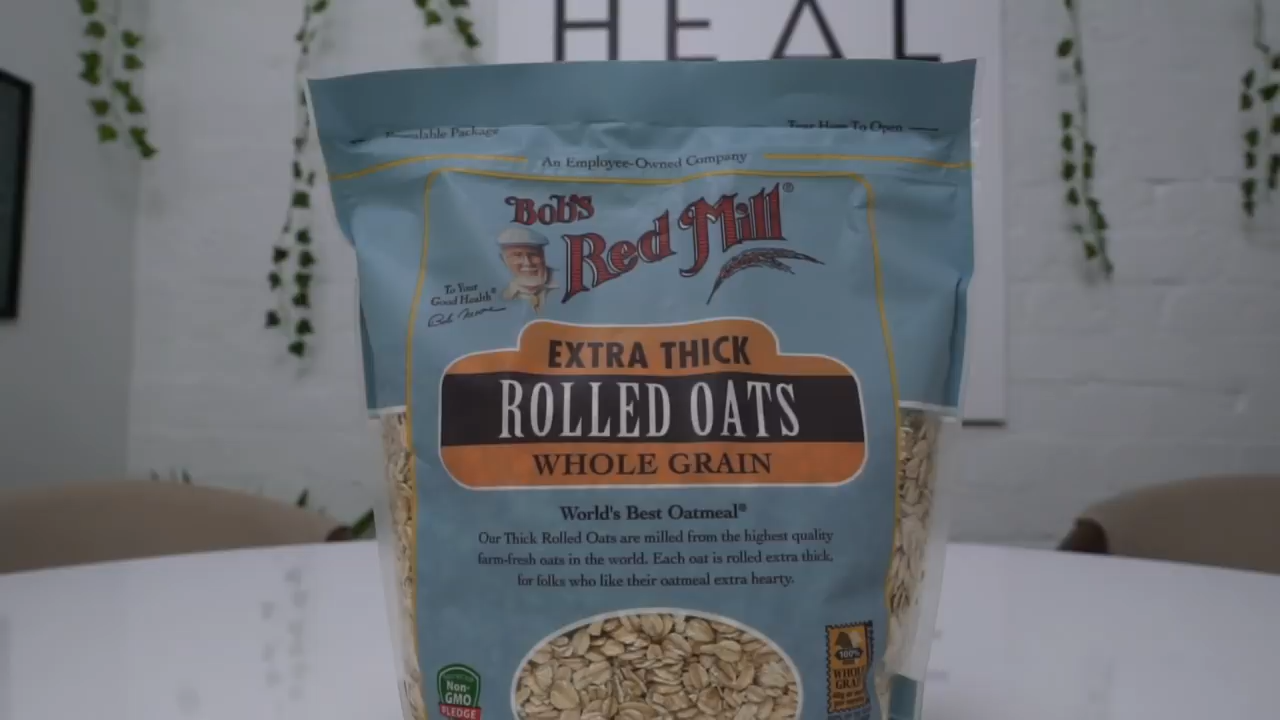 HEAL
Resealable Package
Tear Here To Open
An Employee-Owned Company
Bob's
Red Mill®
To Your
Good Health®
Bob Moore
EXTRA THICK
ROLLED OATS
WHOLE GRAIN
World's Best Oatmeal®
Our Thick Rolled Oats are milled from the highest quality
farm-fresh oats in the world. Each oat is rolled extra thick,
for folks who like their oatmeal extra hearty.
100%
WHOLE
GRAIN
Non-
GMO
PLEDGE